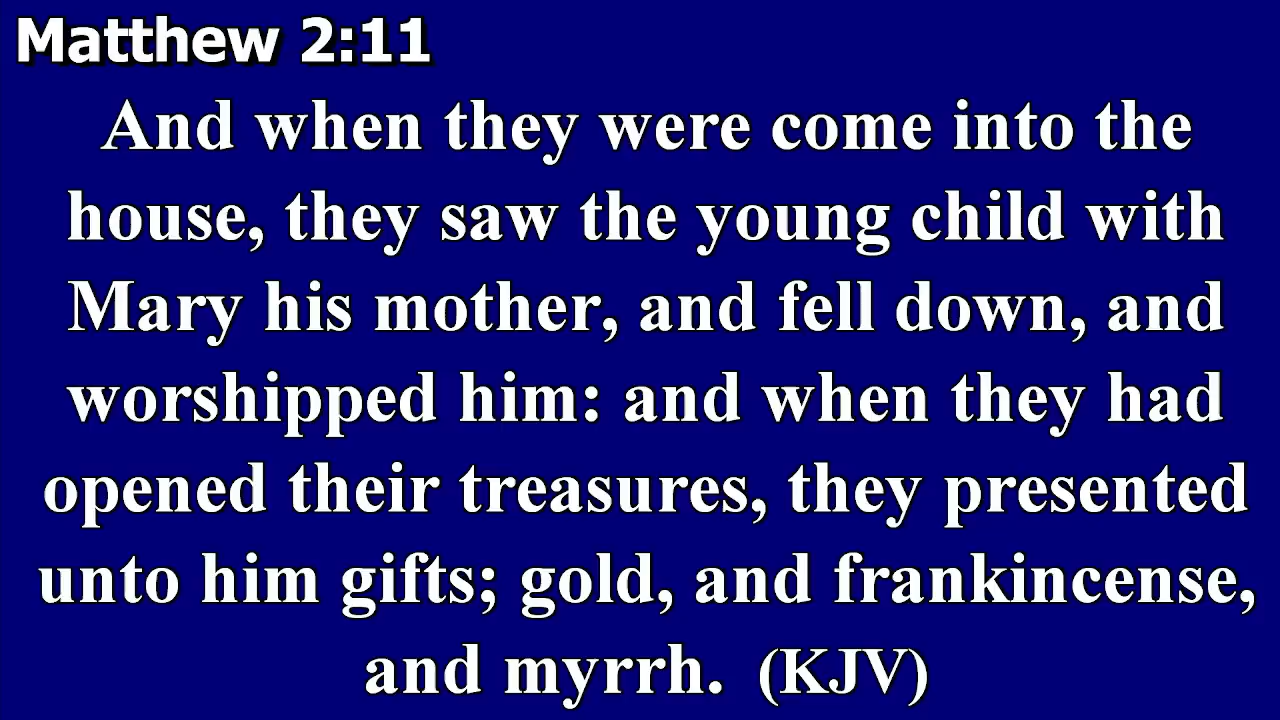 Matthew 2:11
And when they were come into the
house, they saw the young child with
Mary his mother, and fell down, and
worshipped him: and when they had
opened their treasures, they presented
unto him gifts; gold, and frankincense,
and myrrh. (KJV)